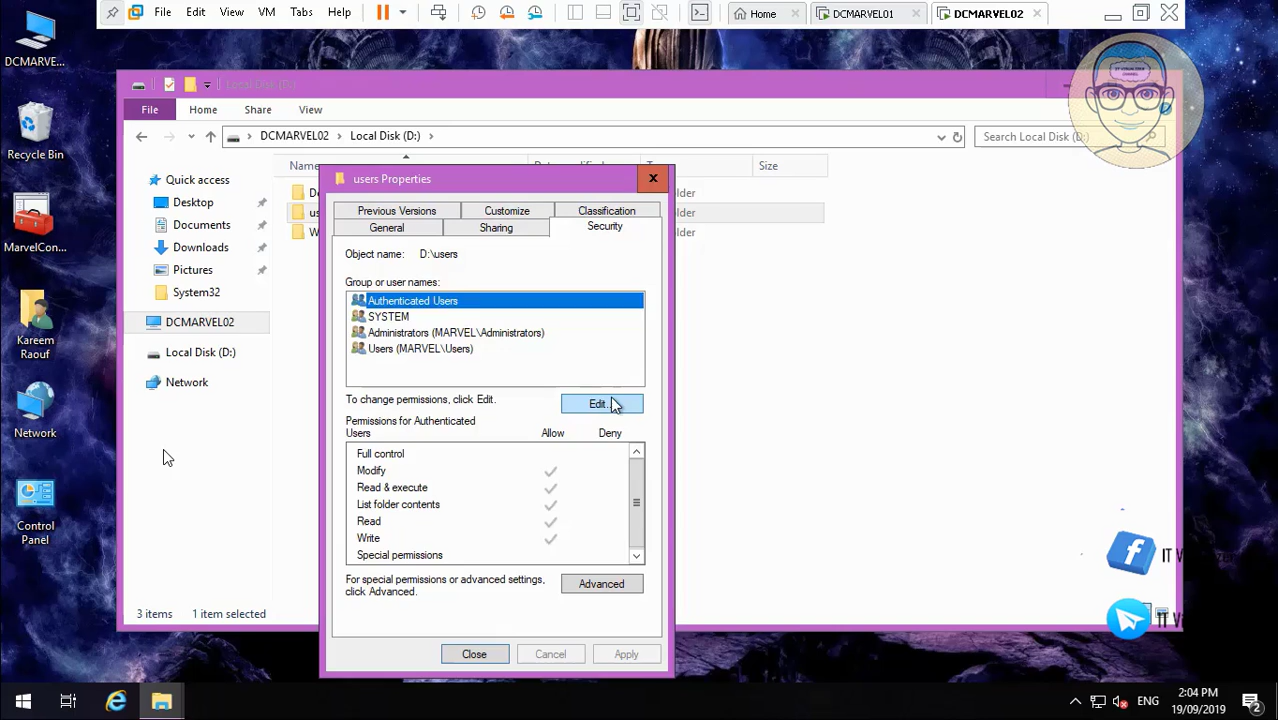 File Edit View VM Tabs Help
Home DCMARVEL01 DCMARVEL02
DCMARVE...
Recycle Bin
MarvelCon...
Kareem
Raouf
Network
Control
Panel
Local Disk (D:)
File Home Share View
DCMARVEL02 Local Disk (D:)
Search Local Disk (D:)
Size
Quick access
Desktop
Documents
Downloads
Pictures
System32
DCMARVEL02
Local Disk (D:)
Network
3 items 1 item selected
users Properties
Previous Versions Customize Classification
General Sharing Security
Object name: D:\users
Group or user names:
Authenticated Users
SYSTEM
Administrators (MARVEL\Administrators)
Users (MARVEL\Users)
To change permissions, click Edit.
Edit...
Permissions for Authenticated
Users Allow Deny
Full control
Modify
Read & execute
List folder contents
Read
Write
Special permissions
For special permissions or advanced settings,
click Advanced.
Advanced
Close Cancel Apply
IT
IT
ENG
2:04 PM
19/09/2019
2